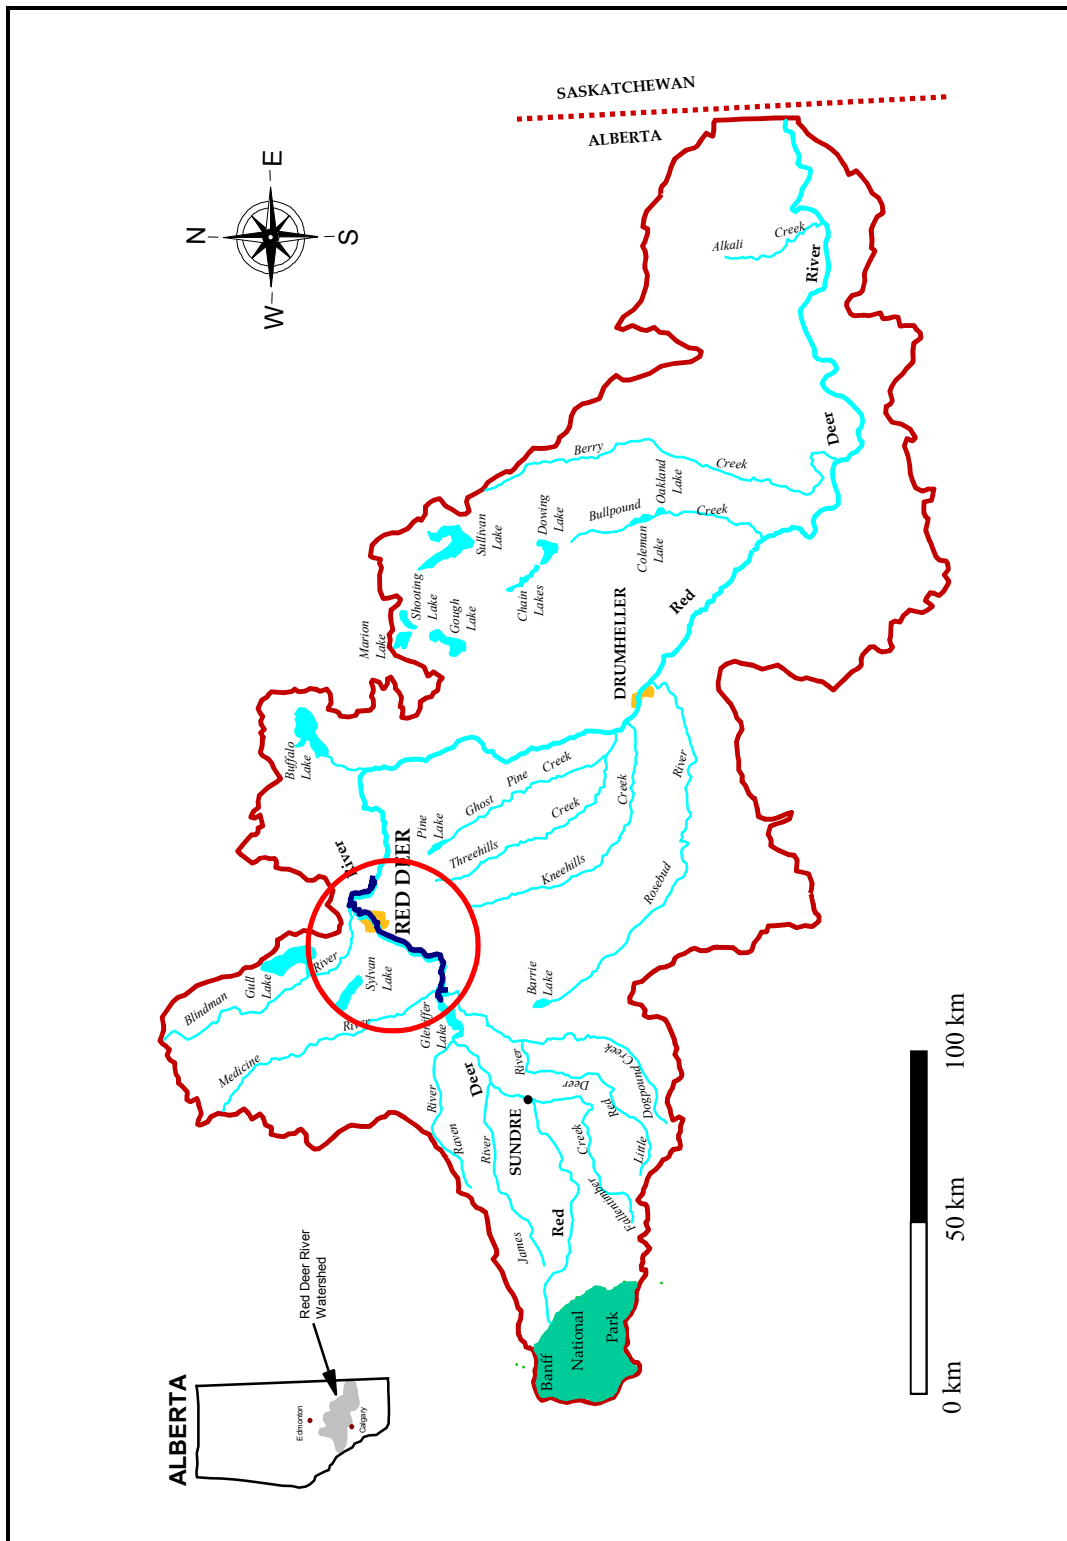 SASKATCHEWAN
ALBERTA
N
E
S
W
Alkali
Creek
River
Deer
Red
Berry
Creek
Bullpound
Creek
Oakland
Lake
Coleman
Lake
Dowing
Lake
Chain
Lakes
Sullivan
Lake
Shooting
Lake
Gough
Lake
Marion
Lake
DRUMHELLER
Buffalo
Lake
Ghost
Pine
Creek
Pine
Lake
Threehills
Creek
Kneehills
Creek
Rosebud
River
Barrie
Lake
River
RED DEER
Blindman
River
Gull
Lake
Sylvan
Lake
Medicine
River
Gleniffer
Lake
Deer
Raven
River
James
River
SUNDRE
Red
River
Deer
Red
Little
Dogpound Creek
Creek
Fallentimber
Banff
National
Park
Red Deer River
Watershed
ALBERTA
Edmonton
Calgary
0 km
50 km
100 km